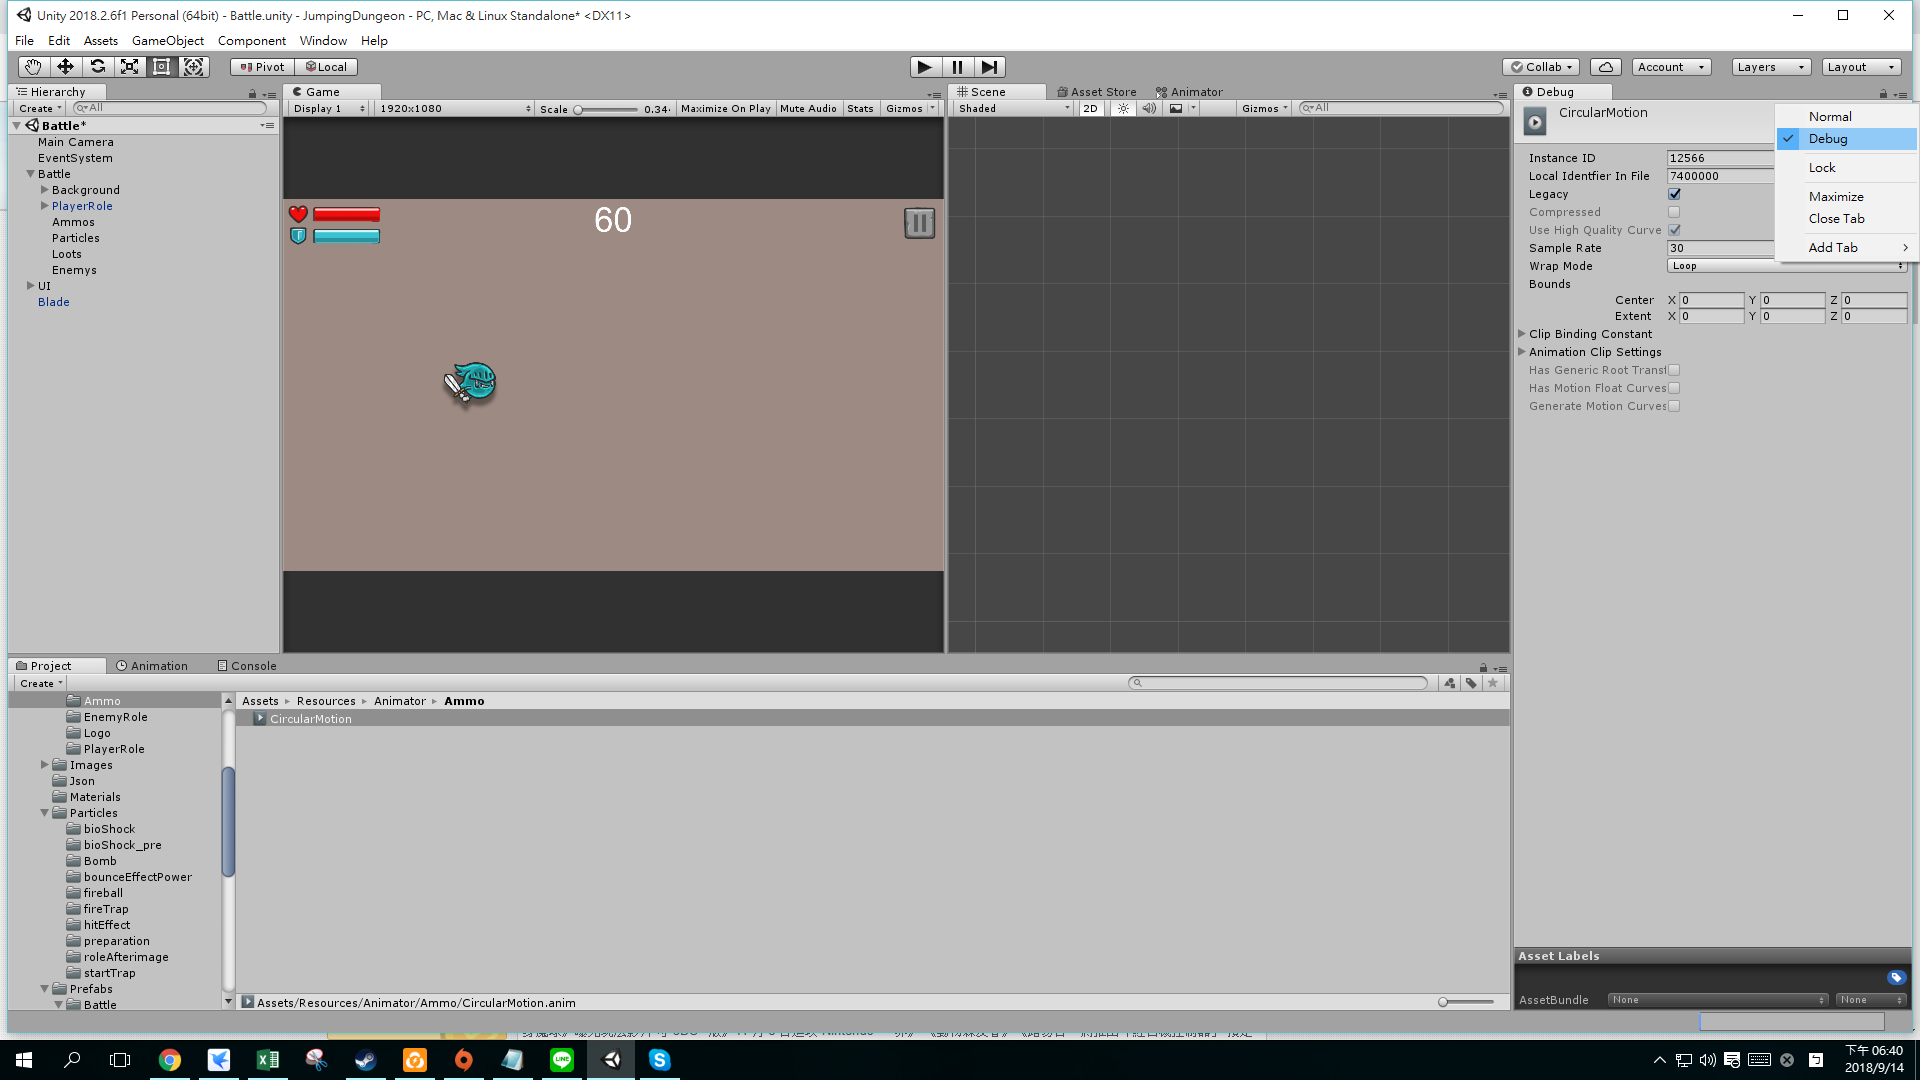 Unity 2018.2.6f1 Personal (64bit) - Battle.unity - JumpingDungeon - PC, Mac & Linux Standalone* <DX11>
File Edit Assets GameObject Component Window Help
Pivot Local
Collab Account Layers Layout
Hierarchy
Create All
Battle*
Main Camera
EventSystem
Battle
Background
PlayerRole
Ammos
Particles
Loots
Enemys
UI
Blade
Game
Display 1 1920x1080 Scale 0.34 Maximize On Play Mute Audio Stats Gizmos
60
Scene Asset Store Animator
Shaded 2D Gizmos All
Debug
CircularMotion
Instance ID 12566
Local Identfier In File 7400000
Legacy
Compressed
Use High Quality Curve
Sample Rate 30
Wrap Mode Loop
Bounds
Center X 0 Y 0 Z 0
Extent X 0 Y 0 Z 0
Clip Binding Constant
Animation Clip Settings
Has Generic Root Transf
Has Motion Float Curves
Generate Motion Curves
Normal
Debug
Lock
Maximize
Close Tab
Add Tab
Project Animation Console
Create
Ammo
EnemyRole
Logo
PlayerRole
Images
Json
Materials
Particles
bioShock
bioShock_pre
Bomb
bounceEffectPower
fireball
fireTrap
hitEffect
preparation
roleAfterimage
startTrap
Prefabs
Battle
Assets Resources Animator Ammo
CircularMotion
Assets/Resources/Animator/Ammo/CircularMotion.anim
Asset Labels
AssetBundle None None
下午 06:40
2018/9/14